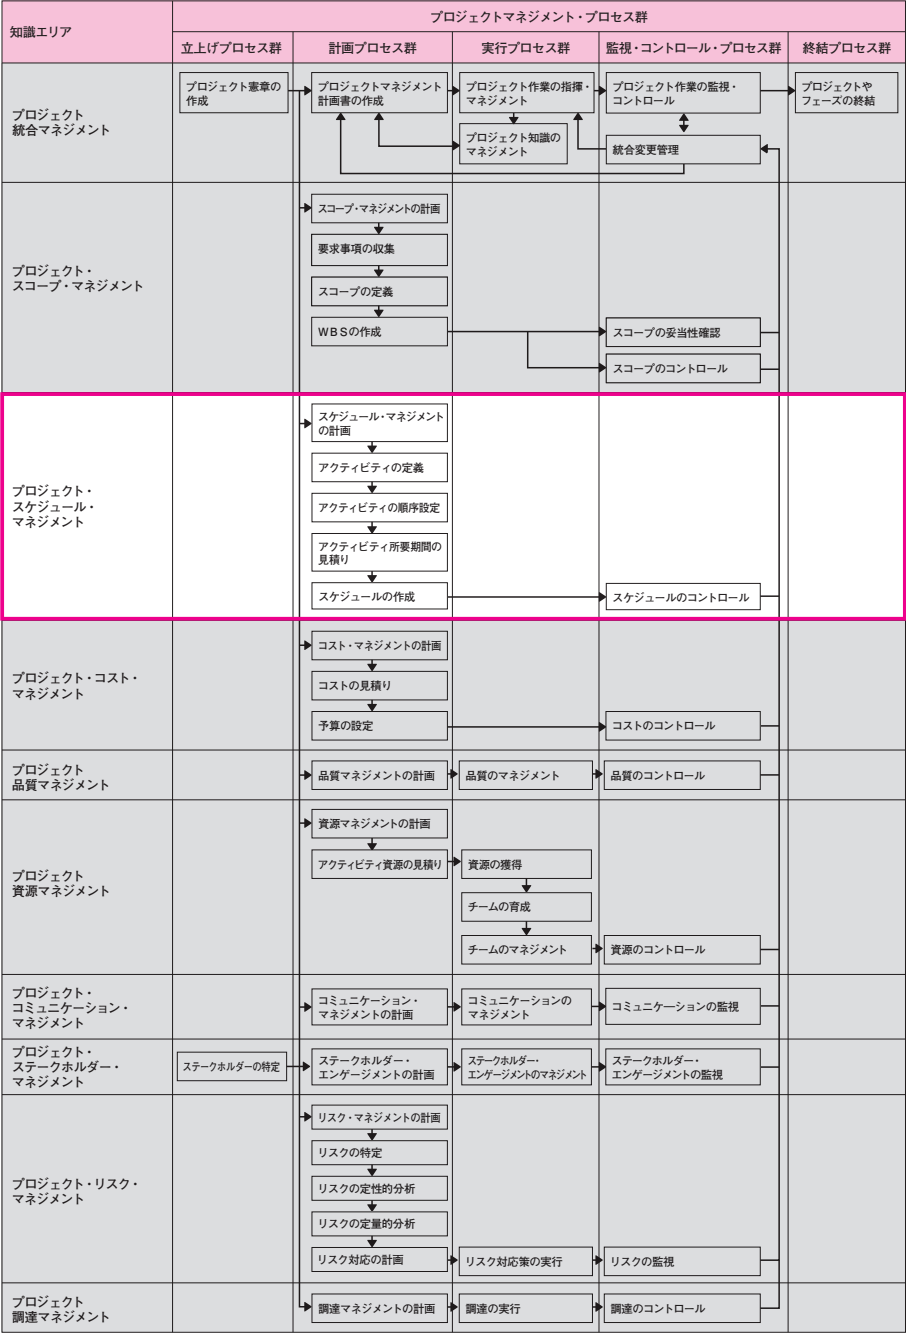 知識エリア
プロジェクトマネジメント・プロセス群
立上げプロセス群
計画プロセス群
実行プロセス群
監視・コントロール・プロセス群
終結プロセス群
プロジェクト
統合マネジメント
プロジェクト憲章の
作成
プロジェクトマネジメント
計画書の作成
プロジェクト作業の指揮・
マネジメント
プロジェクト知識の
マネジメント
プロジェクト作業の監視・
コントロール
統合変更管理
プロジェクトや
フェーズの終結
プロジェクト・
スコープ・マネジメント
スコープ・マネジメントの計画
要求事項の収集
スコープの定義
WBSの作成
スコープの妥当性確認
スコープのコントロール
プロジェクト・
スケジュール・
マネジメント
スケジュール・マネジメント
の計画
アクティビティの定義
アクティビティの順序設定
アクティビティ所要期間の
見積り
スケジュールの作成
スケジュールのコントロール
プロジェクト・コスト・
マネジメント
コスト・マネジメントの計画
コストの見積り
予算の設定
コストのコントロール
プロジェクト
品質マネジメント
品質マネジメントの計画
品質のマネジメント
品質のコントロール
プロジェクト
資源マネジメント
資源マネジメントの計画
アクティビティ資源の見積り
資源の獲得
チームの育成
チームのマネジメント
資源のコントロール
プロジェクト・
コミュニケーション・
マネジメント
コミュニケーション・
マネジメントの計画
コミュニケーションの
マネジメント
コミュニケーションの監視
プロジェクト・
ステークホルダー・
マネジメント
ステークホルダーの特定
ステークホルダー・
エンゲージメントの計画
ステークホルダー・
エンゲージメントのマネジメント
ステークホルダー・
エンゲージメントの監視
プロジェクト・リスク・
マネジメント
リスク・マネジメントの計画
リスクの特定
リスクの定性的分析
リスクの定量的分析
リスク対応の計画
リスク対応策の実行
リスクの監視
プロジェクト
調達マネジメント
調達マネジメントの計画
調達の実行
調達のコントロール